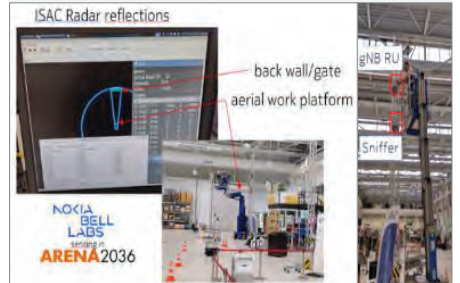 ISAC Radar reflections
back wall/gate
aerial work platform
gNB RU
Sniffer
NOKIA
BELL
LABS
sensing in
ARENA2036